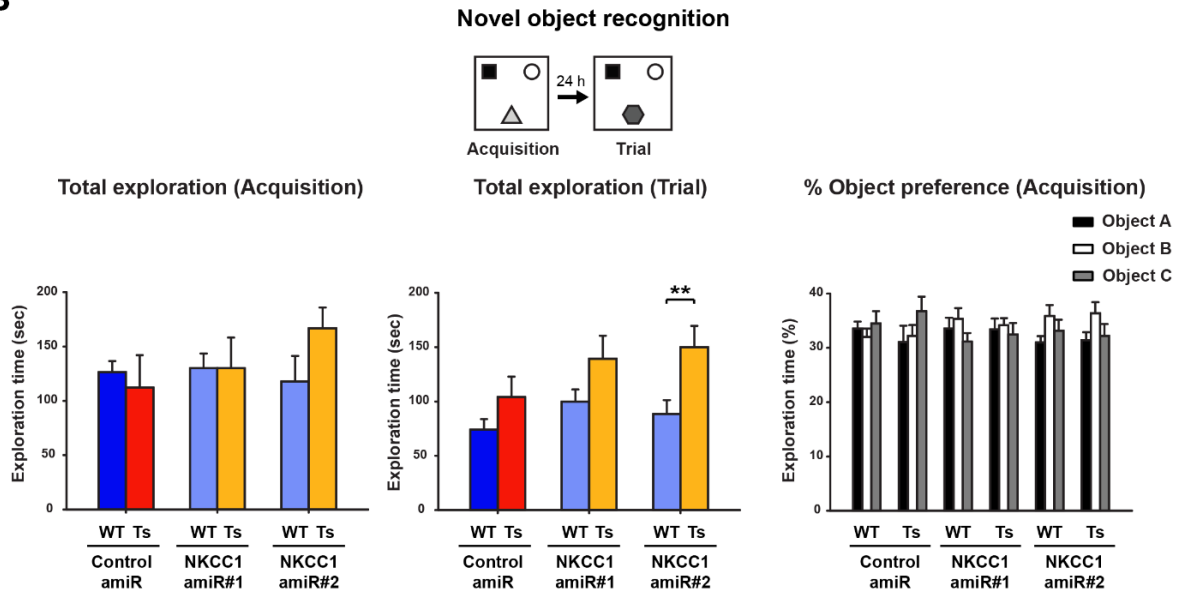 Novel object recognition
24 h
Acquisition
Trial
Total exploration (Acquisition)
Exploration time (sec)
200
150
100
50
0
WT Ts
WT Ts
WT Ts
Control
amiR
NKCC1
amiR#1
NKCC1
amiR#2
Total exploration (Trial)
Exploration time (sec)
200
150
100
50
0
**
WT Ts
WT Ts
WT Ts
Control
amiR
NKCC1
amiR#1
NKCC1
amiR#2
% Object preference (Acquisition)
Object A
Object B
Object C
Exploration time (%)
40
30
20
10
0
WT Ts
WT Ts
WT Ts
Control
amiR
NKCC1
amiR#1
NKCC1
amiR#2